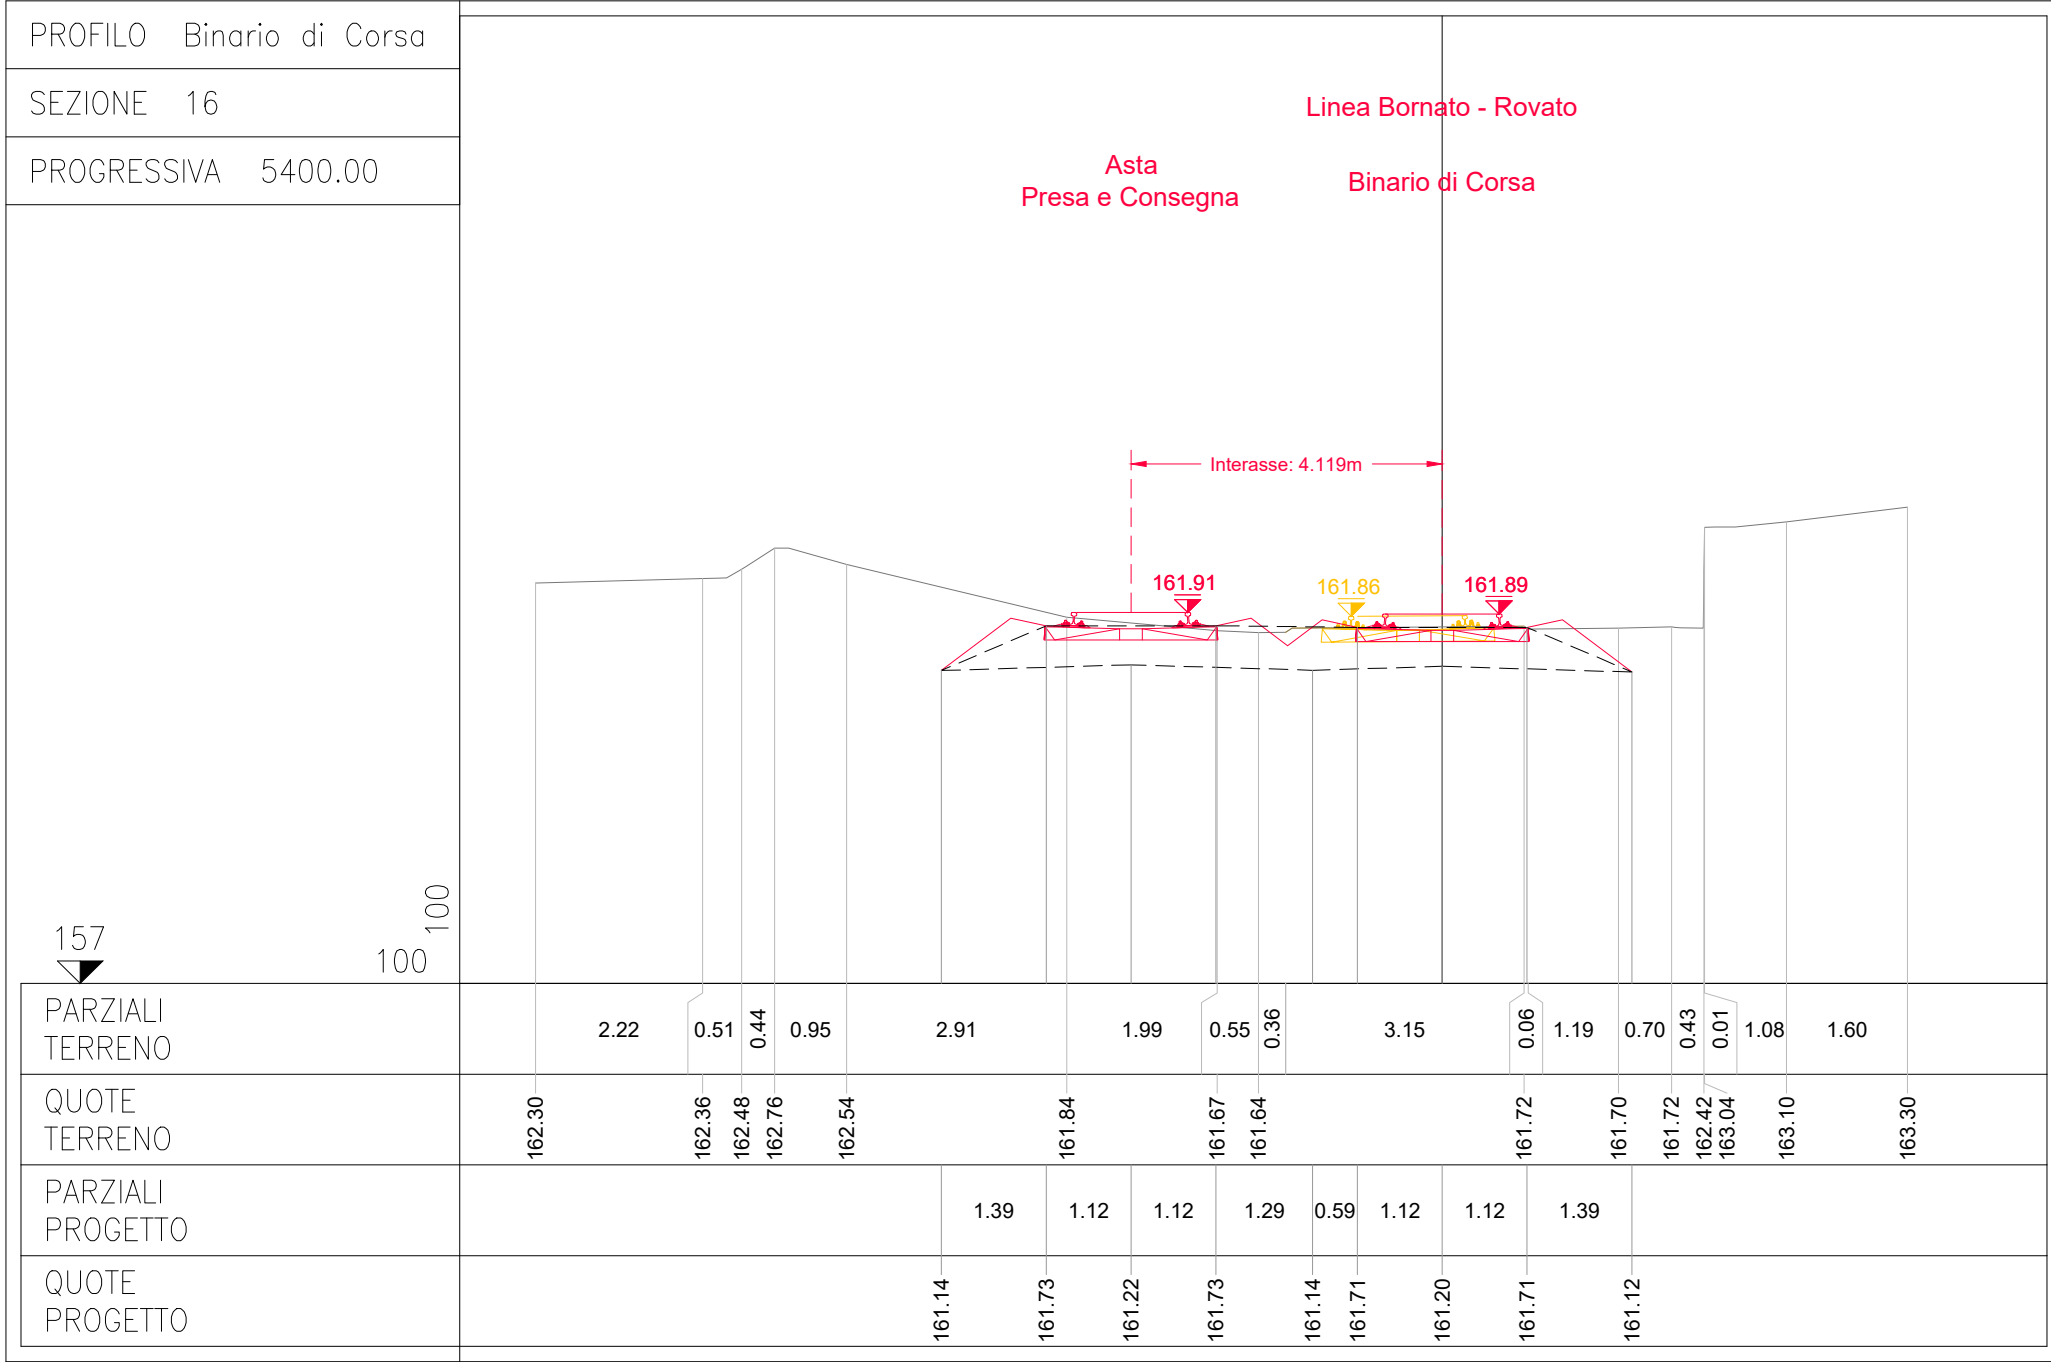 PROFILO Binario di Corsa
SEZIONE 16
PROGRESSIVA 5400.00
Linea Bornato - Rovato
Asta
Presa e Consegna
Binario di Corsa
Interasse: 4.119m
161.91
161.86
161.89
157
100
100
PARZIALI
TERRENO
2.22 0.51 0.44 0.95 2.91 1.99 0.55 0.36 3.15 0.06 1.19 0.70 0.43 0.01 1.08 1.60
QUOTE
TERRENO
162.30 162.36 162.48 162.76 162.54 161.84 161.67 161.64 161.72 161.70 161.72 162.42 163.04 163.10 163.30
PARZIALI
PROGETTO
1.39 1.12 1.12 1.29 0.59 1.12 1.12 1.39
QUOTE
PROGETTO
161.14 161.73 161.22 161.73 161.14 161.71 161.20 161.71 161.12